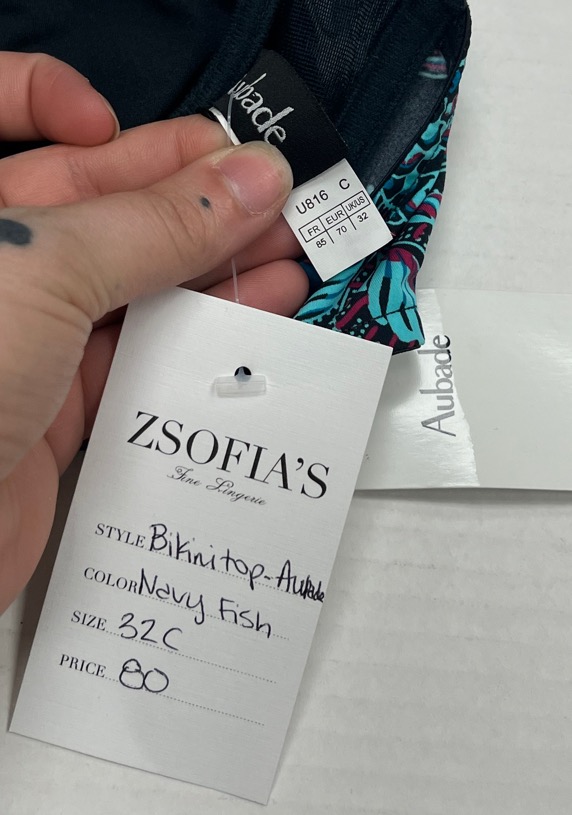 Aubade
U816 C
FR EUR UK/US
85 70 32
Aubade
ZSOFIA'S
Fine Lingerie
STYLE Bikini top - Aubade
COLOR Navy Fish
SIZE 32C
PRICE 80